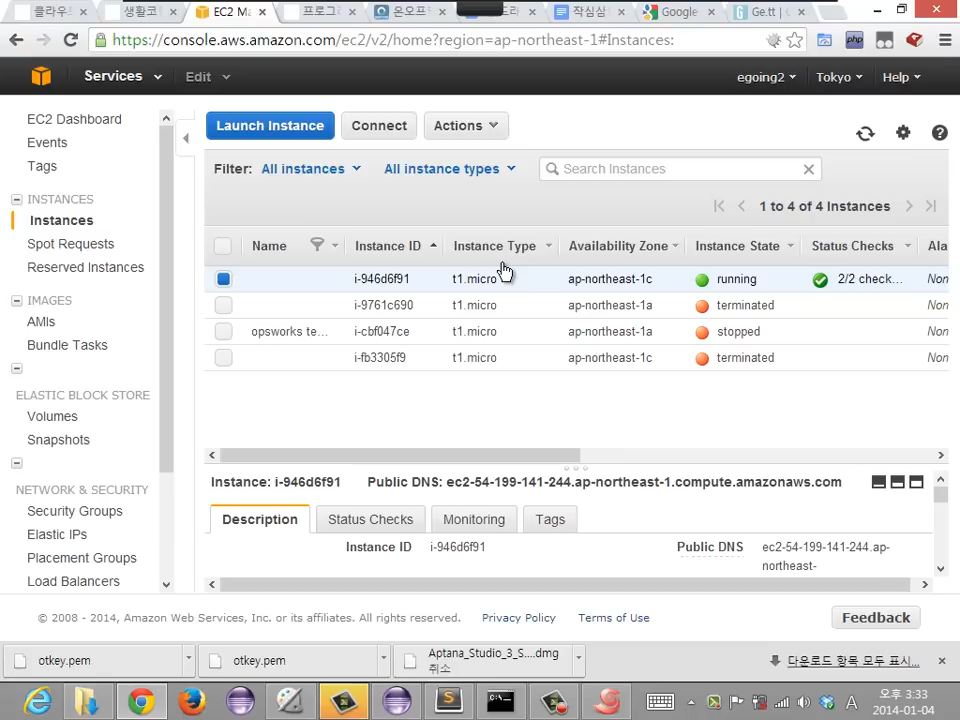 클라우드
생활코
EC2 Ma
프로그
온오프
드라
작심삼
Google
Ge.tt |
https://console.aws.amazon.com/ec2/v2/home?region=ap-northeast-1#Instances:
php
Services Edit egoing2 Tokyo Help
EC2 Dashboard
Events
Tags
INSTANCES
Instances
Spot Requests
Reserved Instances
IMAGES
AMIs
Bundle Tasks
ELASTIC BLOCK STORE
Volumes
Snapshots
NETWORK & SECURITY
Security Groups
Elastic IPs
Placement Groups
Load Balancers
Launch Instance Connect Actions
Filter: All instances All instance types Search Instances
1 to 4 of 4 Instances
Name Instance ID Instance Type Availability Zone Instance State Status Checks Ala
i-946d6f91 t1.micro ap-northeast-1c running 2/2 check... Non
i-9761c690 t1.micro ap-northeast-1a terminated Non
opsworks te... i-cbf047ce t1.micro ap-northeast-1a stopped Non
i-fb3305f9 t1.micro ap-northeast-1c terminated Non
Instance: i-946d6f91 Public DNS: ec2-54-199-141-244.ap-northeast-1.compute.amazonaws.com
Description Status Checks Monitoring Tags
Instance ID i-946d6f91 Public DNS ec2-54-199-141-244.ap-
northeast-
© 2008 - 2014, Amazon Web Services, Inc. or its affiliates. All rights reserved. Privacy Policy Terms of Use Feedback
otkey.pem
otkey.pem
Aptana_Studio_3_S....dmg
취소
다운로드 항목 모두 표시...
A
오후 3:33
2014-01-04